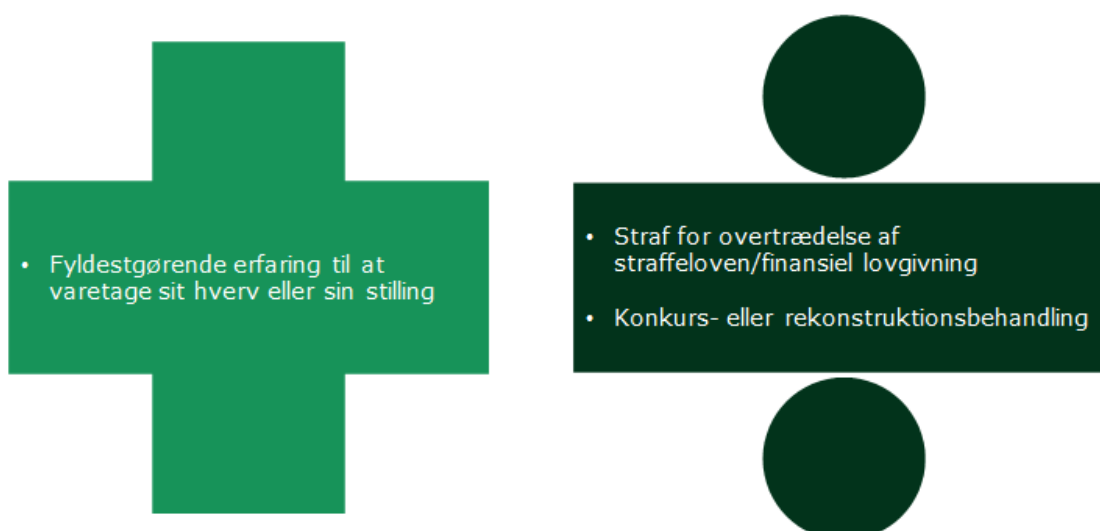 • Fyldestgørende erfaring til at
varetage sit hverv eller sin stilling
• Straf for overtrædelse af
straffeloven/finansiel lovgivning
• Konkurs- eller rekonstruktionsbehandling